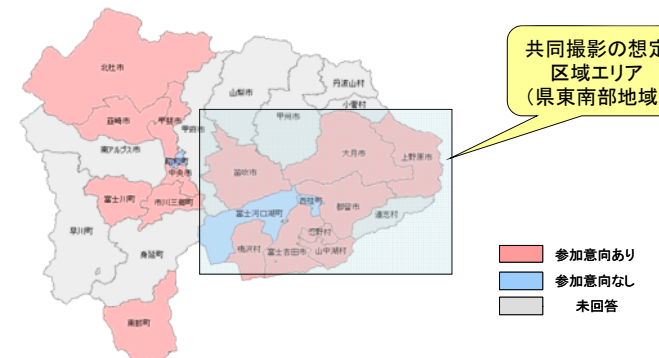 共同撮影の想定
区域エリア
（県東南部地域
北杜市
山梨市
丹波山村
小菅村
甲州市
韮崎市
甲斐市
甲府市
南アルプス市
昭和町
中央市
大月市
上野原市
笛吹市
富士川町
市川三郷町
富士河口湖町
西桂町
都留市
道志村
早川町
身延町
忍野村
鳴沢村
富士吉田市
山中湖村
南部町
参加意向あり
参加意向なし
未回答